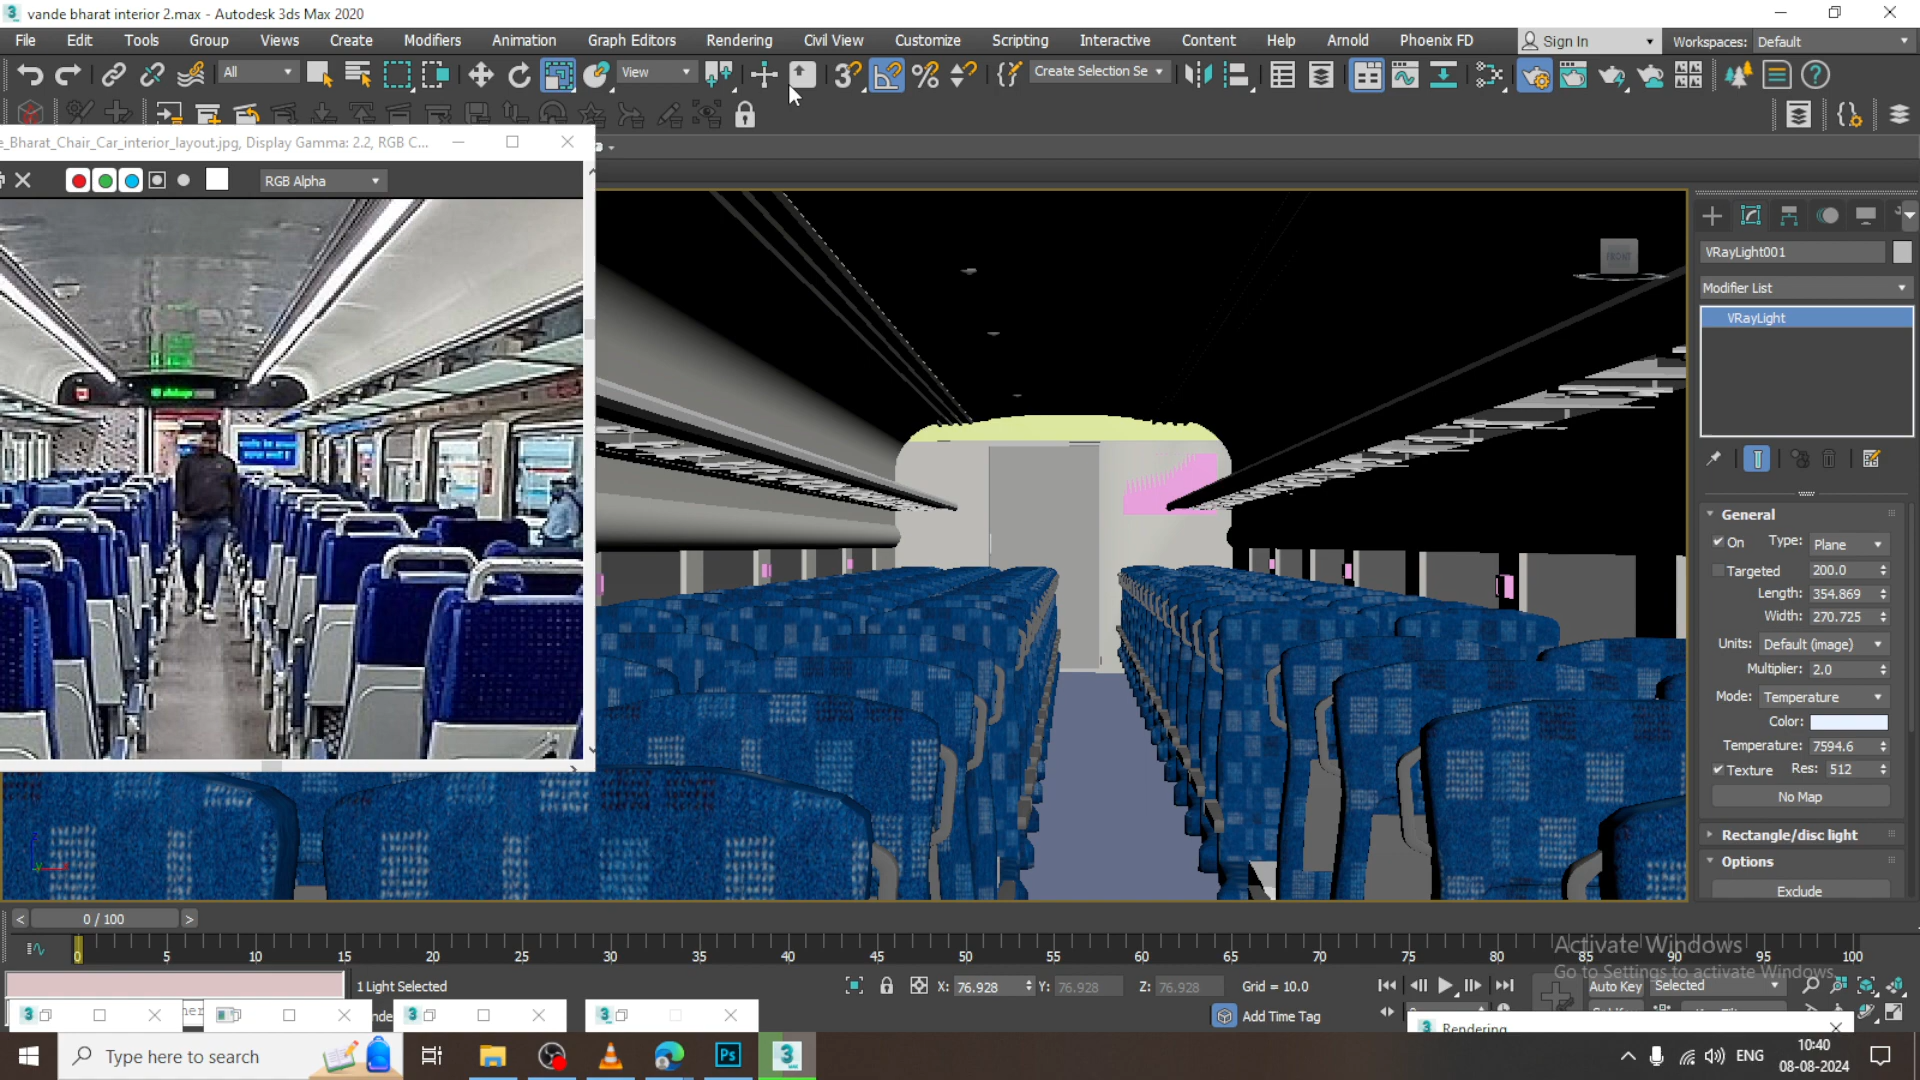 vande bharat interior 2.max - Autodesk 3ds Max 2020
File Edit Tools Group Views Create Modifiers Animation Graph Editors Rendering Civil View Customize Scripting Interactive Content Help Arnold Phoenix FD
Sign In
Workspaces: Default
All
View
Create Selection Se
e_Bharat_Chair_Car_interior_layout.jpg, Display Gamma: 2.2, RGB C...
RGB Alpha
FRONT
VRayLight001
Modifier List
VRayLight
General
On Type: Plane
Targeted 200.0
Length: 354.869
Width: 270.725
Units: Default (image)
Multiplier: 2.0
Mode: Temperature
Color:
Temperature: 7594.6
Texture Res: 512
No Map
Rectangle/disc light
Options
Exclude
< 0 / 100 >
0 5 10 15 20 25 30 35 40 45 50 55 60 65 70 75 80 85 90 95 100
Activate Windows
Go to Settings to activate Windows.
1 Light Selected
X: 76.928 Y: 76.928 Z: 76.928 Grid = 10.0
Auto Key Selected
Add Time Tag
Rendering
Type here to search
Ps
ENG
10:40
08-08-2024